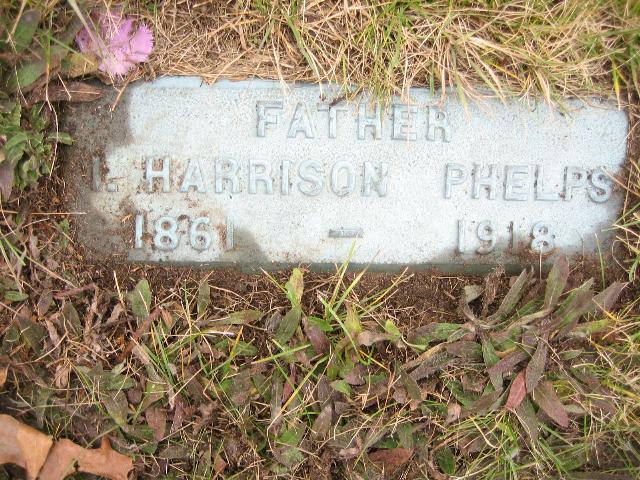 FATHER
I. HARRISON PHELPS
1861 - 1918